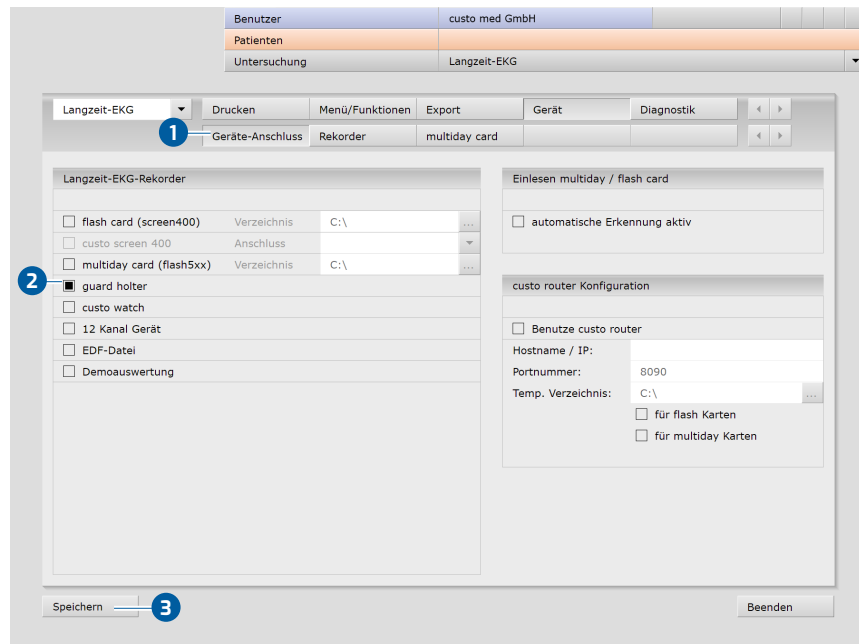 Benutzer custo med GmbH
Patienten
Untersuchung Langzeit-EKG
Langzeit-EKG Drucken Menü/Funktionen Export Gerät Diagnostik
1 Geräte-Anschluss Rekorder multiday card
Langzeit-EKG-Rekorder
flash card (screen400) Verzeichnis C:\ ...
custo screen 400 Anschluss
multiday card (flash5xx) Verzeichnis C:\ ...
2 guard holter
custo watch
12 Kanal Gerät
EDF-Datei
Demoauswertung
Einlesen multiday / flash card
automatische Erkennung aktiv
custo router Konfiguration
Benutze custo router
Hostname / IP:
Portnummer: 8090
Temp. Verzeichnis: C:\ ...
für flash Karten
für multiday Karten
Speichern 3 Beenden